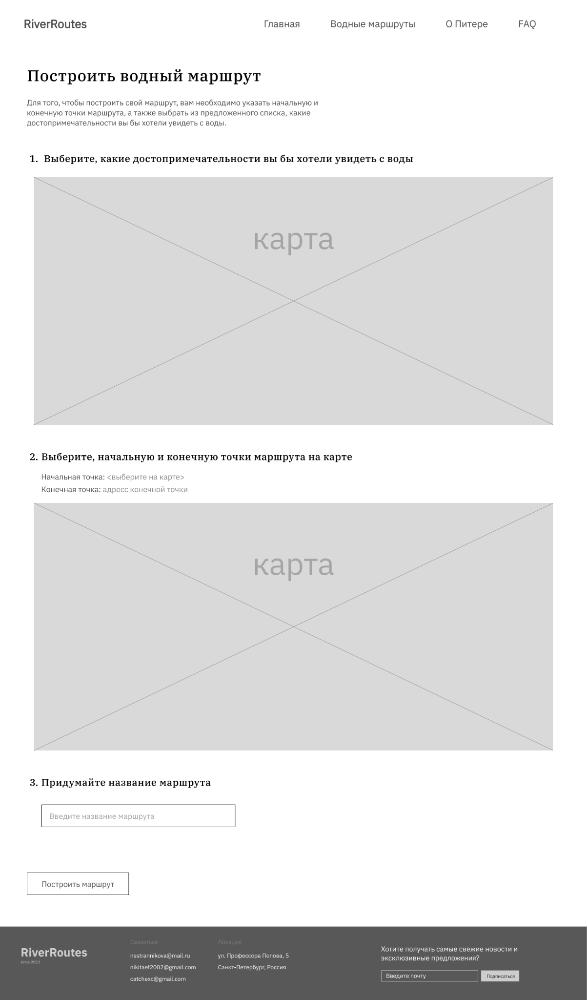 RiverRoutes
Главная
Водные маршруты
О Питере
FAQ
Построить водный маршрут
Для того, чтобы построить свой маршрут, вам необходимо указать начальную и
конечную точки маршрута, а также выбрать из предложенного списка, какие
достопримечательности вы бы хотели увидеть с воды.
1. Выберите, какие достопримечательности вы бы хотели увидеть с воды
карта
2. Выберите, начальную и конечную точки маршрута на карте
Начальная точка: <выберите на карте>
Конечная точка: адресс конечной точки
карта
3. Придумайте название маршрута
Введите название маршрута
Построить маршрут
RiverRoutes
since 2023
Связаться
nsstrannikova@mail.ru
nikitaef2002@gmail.com
catchexc@gmail.com
Локация
ул. Профессора Попова, 5
Санкт-Петербург, Россия
Хотите получать самые свежие новости и
эксклюзивные предложения?
Введите почту
Подписаться